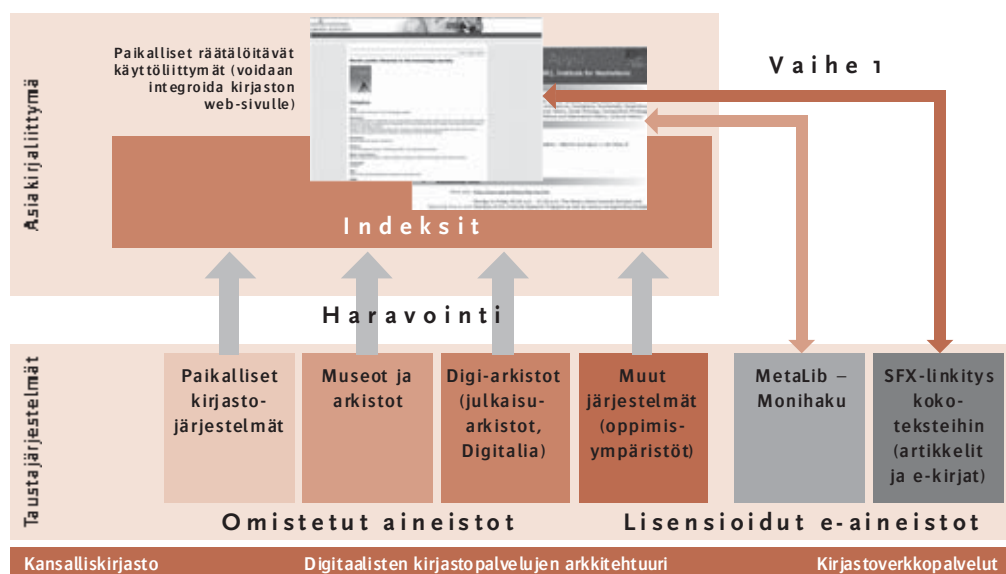 Asiakirjaliittymä
Paikalliset räätälöitävät
käyttöliittymät (voidaan
integroida kirjaston
web-sivulle)
Vaihe 1
Indeksit
Haravointi
Taustajärjestelmät
Paikalliset
kirjasto-
järjestelmät
Museot ja
arkistot
Digi-arkistot
(julkaisu-
arkistot,
Digitalia)
Muut
järjestelmät
(oppimis-
ympäristöt)
MetaLib –
Monihaku
SFX-linkitys
koko-
teksteihin
(artikkelit
ja e-kirjat)
Omistetut aineistot
Lisensioidut e-aineistot
Kansalliskirjasto
Digitaalisten kirjastopalvelujen arkkitehtuuri
Kirjastoverkkopalvelut